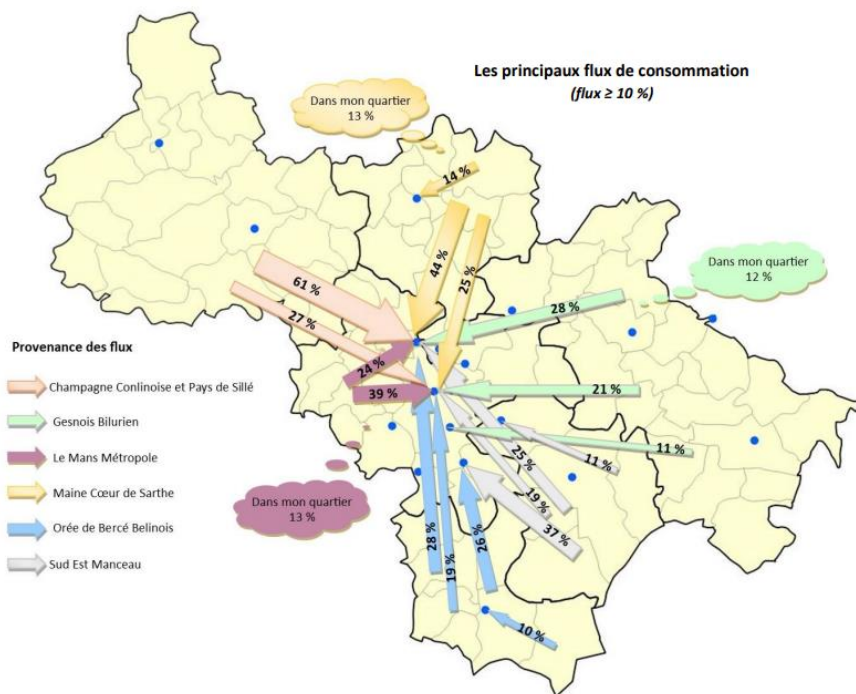 Les principaux flux de consommation
(flux ≥ 10 %)
Dans mon quartier
13 %
14 %
44 %
25 %
Dans mon quartier
12 %
61 %
28 %
27 %
Provenance des flux
24 %
Champagne Conlinoise et Pays de Sillé
39 %
21 %
Gesnois Bilurien
Le Mans Métropole
25 %
11 %
11 %
Maine Cœur de Sarthe
Dans mon quartier
13 %
19 %
Orée de Bercé Belinois
37 %
28 %
26 %
Sud Est Manceau
19 %
10 %